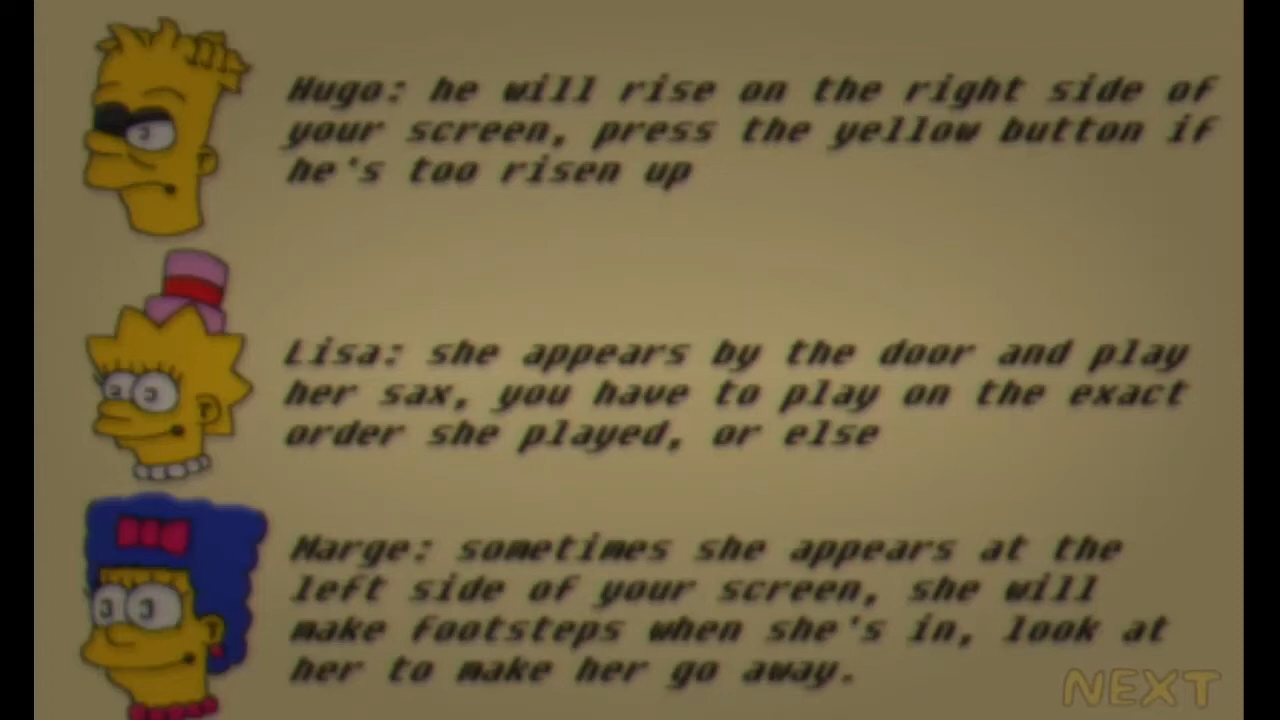 Hugo: he will rise on the right side of
your screen, press the yellow button if
he's too risen up
Lisa: she appears by the door and play
her sax, you have to play on the exact
order she played, or else
Marge: sometimes she appears at the
left side of your screen, she will
make footsteps when she's in, look at
her to make her go away.
NEXT